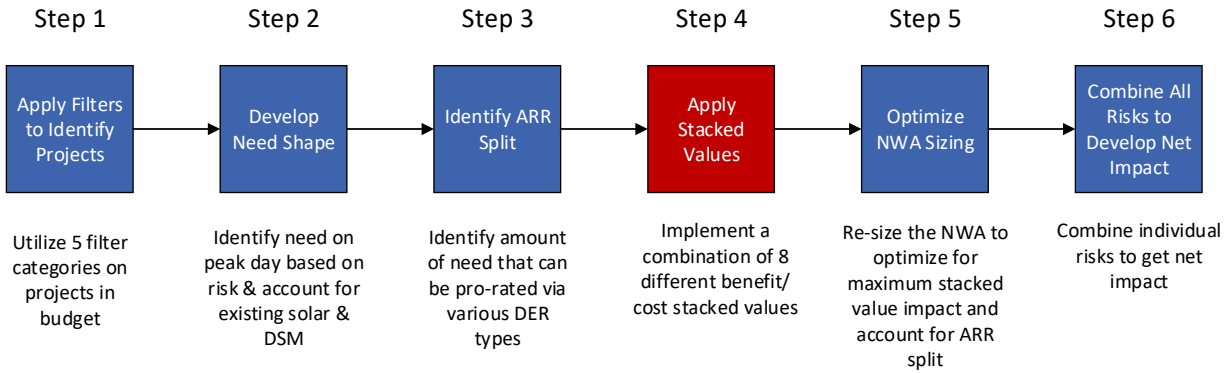 Step 1
Step 2
Step 3
Step 4
Step 5
Step 6
Apply Filters
to Identify
Projects
Develop
Need Shape
Identify ARR
Split
Apply
Stacked
Values
Optimize
NWA Sizing
Combine All
Risks to
Develop Net
Impact
Utilize 5 filter
categories on
projects in
budget
Identify need on
peak day based on
risk & account for
existing solar &
DSM
Identify amount
of need that can
be pro-rated via
various DER
types
Implement a
combination of 8
different benefit/
cost stacked values
Re-size the NWA to
optimize for
maximum stacked
value impact and
account for ARR
split
Combine individual
risks to get net
impact